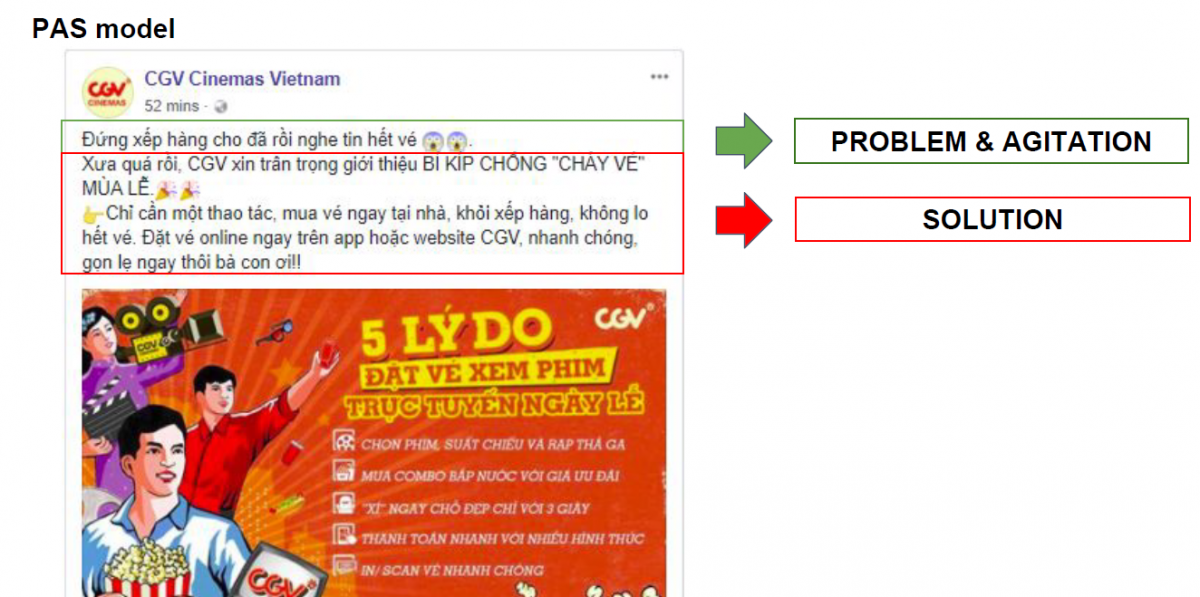 PAS model
CGV Cinemas Vietnam
52 mins ·
CGV
CINEMAS
Đứng xếp hàng cho đã rồi nghe tin hết vé 😱😱.
Xưa quá rồi, CGV xin trân trọng giới thiệu BÍ KÍP CHỐNG "CHÁY VÉ"
MÙA LỄ.🎉🎉
👉Chỉ cần một thao tác, mua vé ngay tại nhà, khỏi xếp hàng, không lo
hết vé. Đặt vé online ngay trên app hoặc website CGV, nhanh chóng,
gọn lẹ ngay thôi bà con ơi!!
PROBLEM & AGITATION
SOLUTION
CGV
5 LÝ DO
ĐẶT VÉ XEM PHIM
TRỰC TUYẾN NGÀY LỄ
CHỌN PHIM, SUẤT CHIẾU VÀ RẠP THẢ GA
MUA COMBO BẮP NƯỚC VỚI GIÁ ƯU ĐÃI
"XÍ" NGAY CHỖ ĐẸP CHỈ VỚI 3 GIÂY
THANH TOÁN NHANH VỚI NHIỀU HÌNH THỨC
IN/ SCAN VÉ NHANH CHÓNG
CGV
CGV